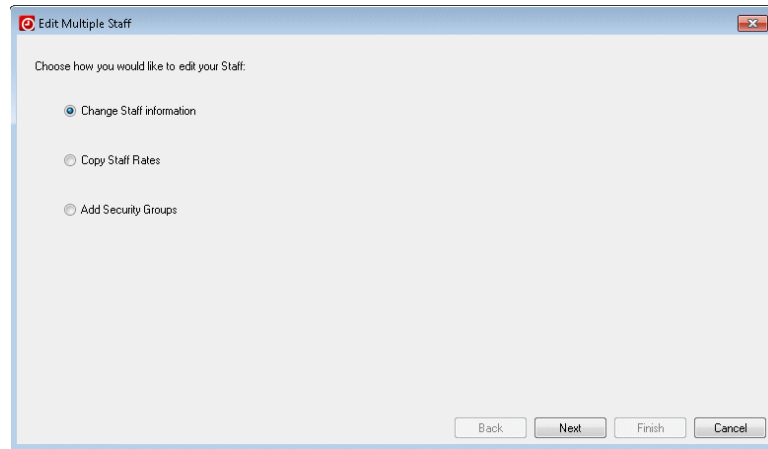 Edit Multiple Staff
Choose how you would like to edit your Staff:
Change Staff information
Copy Staff Rates
Add Security Groups
Back Next Finish Cancel